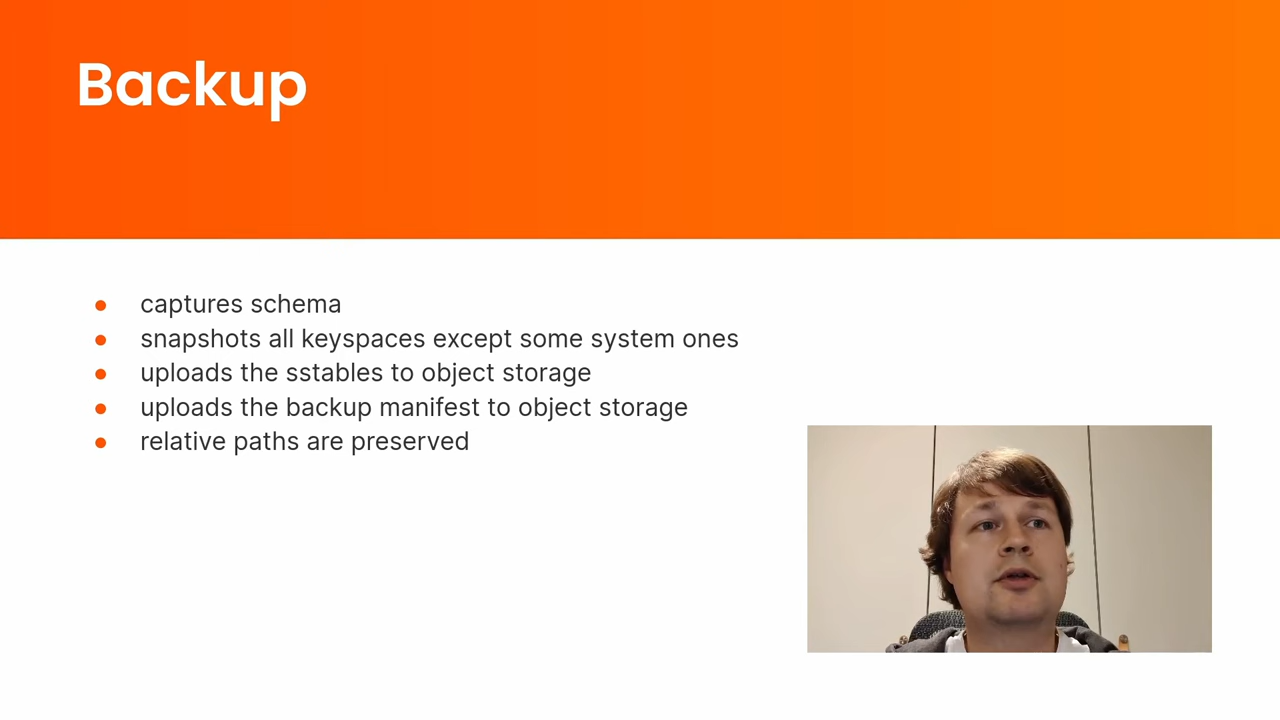 Backup
captures schema
snapshots all keyspaces except some system ones
uploads the sstables to object storage
uploads the backup manifest to object storage
relative paths are preserved